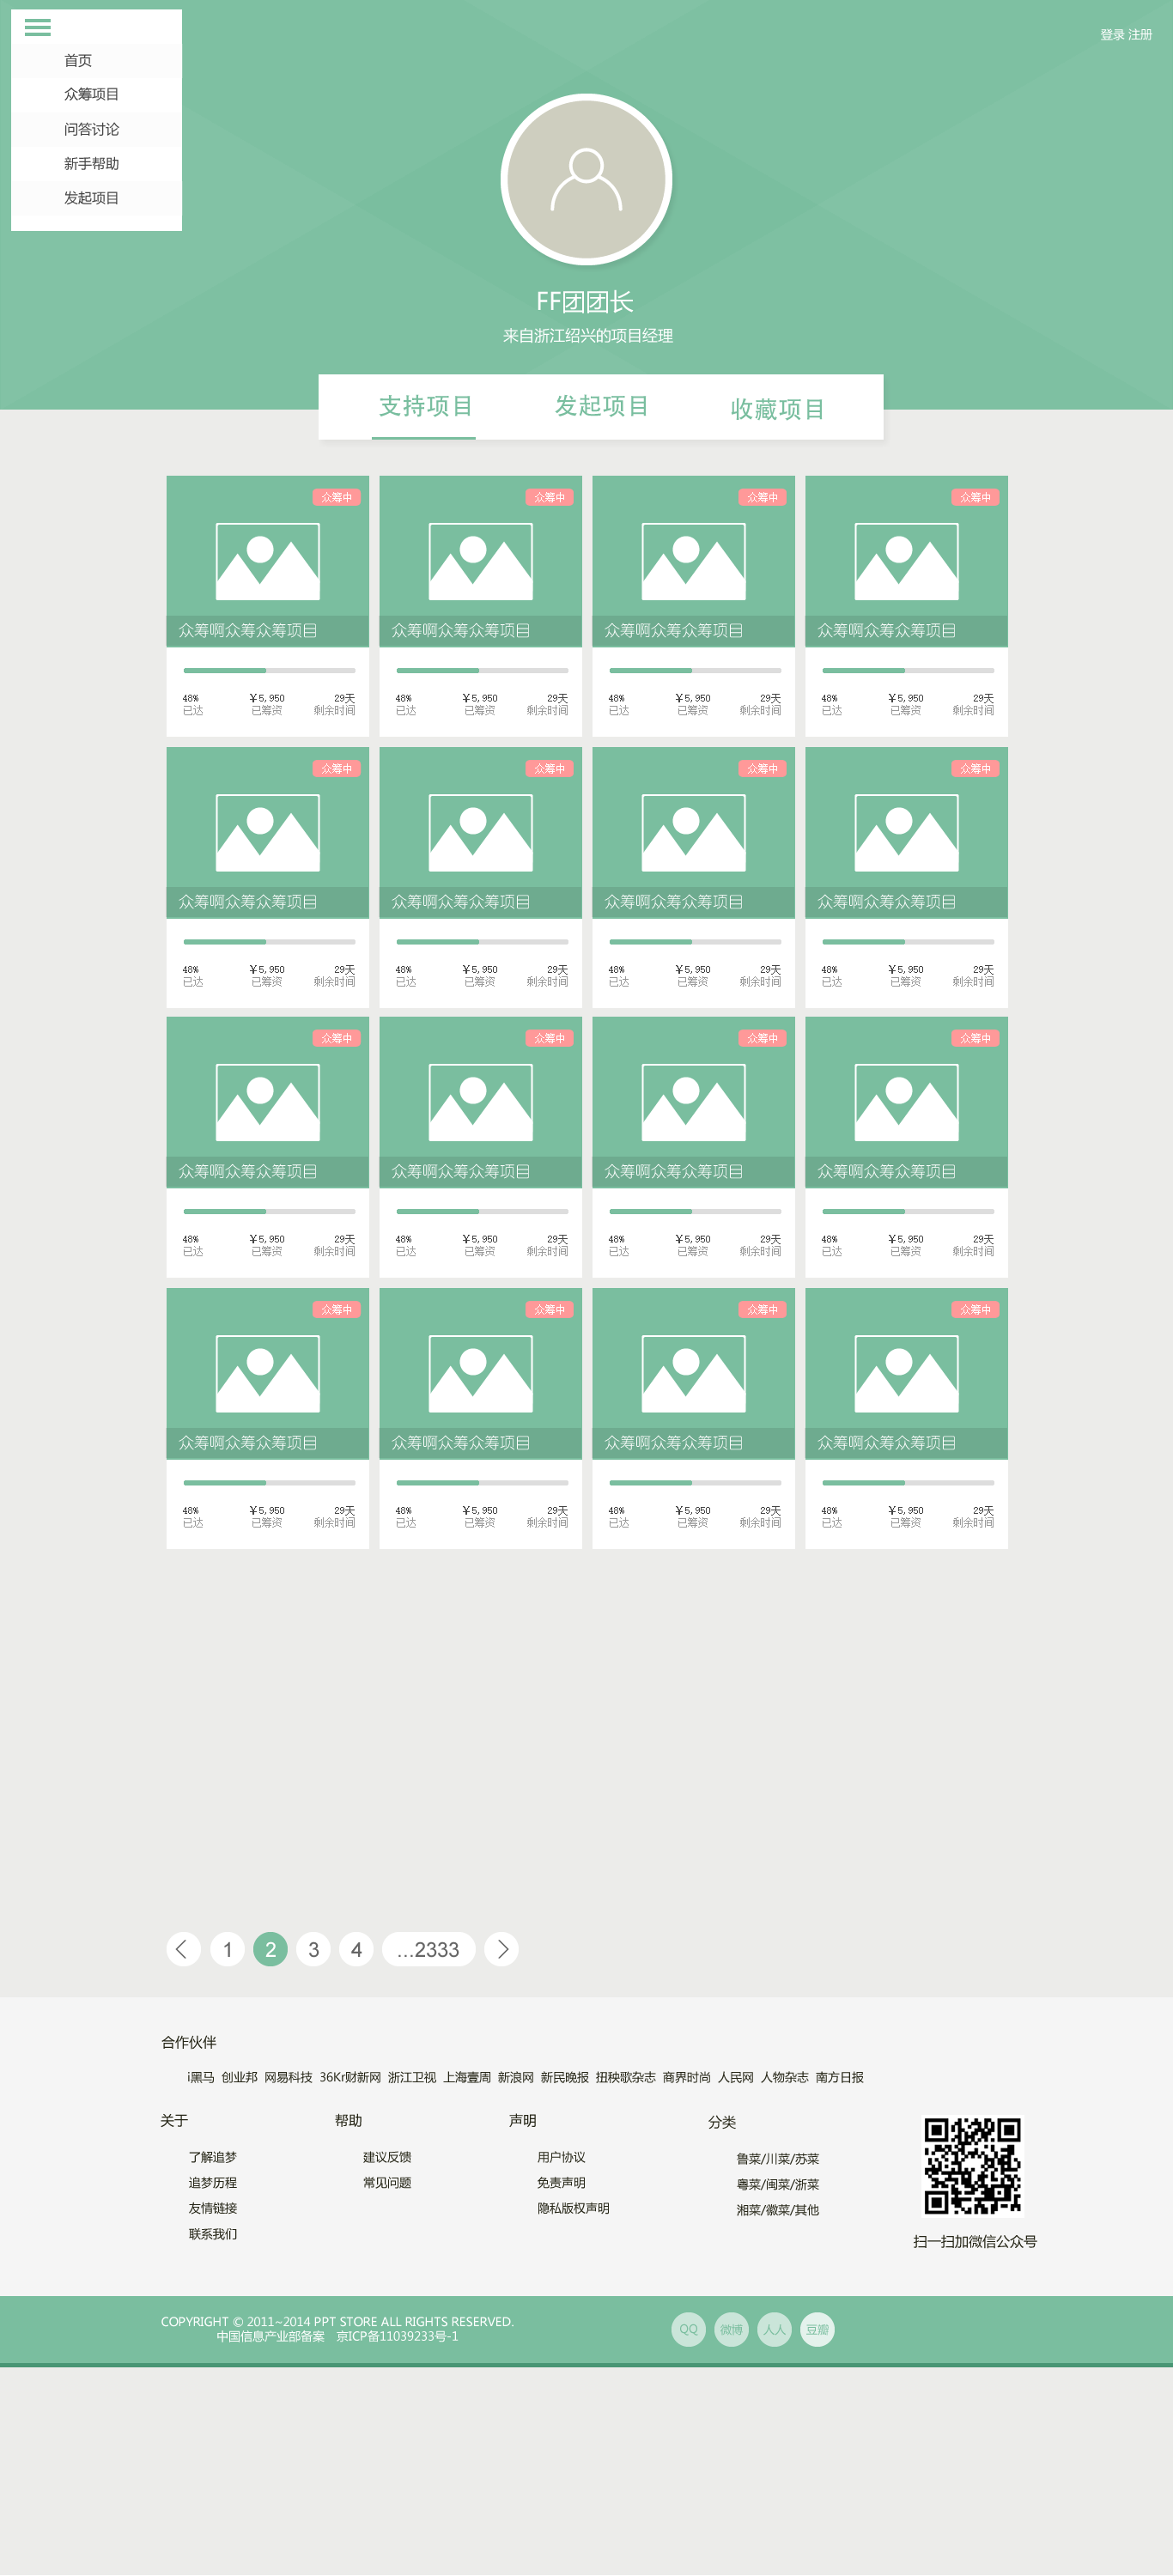 登录 注册
首页
众筹项目
问答讨论
新手帮助
发起项目
FF团团长
来自浙江绍兴的项目经理
支持项目 发起项目 收藏项目
众筹中 众筹中 众筹中 众筹中
众筹啊众筹众筹项目 众筹啊众筹众筹项目 众筹啊众筹众筹项目 众筹啊众筹众筹项目
48% ¥5,950 29天 48% ¥5,950 29天 48% ¥5,950 29天 48% ¥5,950 29天
已达 已筹资 剩余时间 已达 已筹资 剩余时间 已达 已筹资 剩余时间 已达 已筹资 剩余时间
众筹中 众筹中 众筹中 众筹中
众筹啊众筹众筹项目 众筹啊众筹众筹项目 众筹啊众筹众筹项目 众筹啊众筹众筹项目
48% ¥5,950 29天 48% ¥5,950 29天 48% ¥5,950 29天 48% ¥5,950 29天
已达 已筹资 剩余时间 已达 已筹资 剩余时间 已达 已筹资 剩余时间 已达 已筹资 剩余时间
众筹中 众筹中 众筹中 众筹中
众筹啊众筹众筹项目 众筹啊众筹众筹项目 众筹啊众筹众筹项目 众筹啊众筹众筹项目
48% ¥5,950 29天 48% ¥5,950 29天 48% ¥5,950 29天 48% ¥5,950 29天
已达 已筹资 剩余时间 已达 已筹资 剩余时间 已达 已筹资 剩余时间 已达 已筹资 剩余时间
众筹中 众筹中 众筹中 众筹中
众筹啊众筹众筹项目 众筹啊众筹众筹项目 众筹啊众筹众筹项目 众筹啊众筹众筹项目
48% ¥5,950 29天 48% ¥5,950 29天 48% ¥5,950 29天 48% ¥5,950 29天
已达 已筹资 剩余时间 已达 已筹资 剩余时间 已达 已筹资 剩余时间 已达 已筹资 剩余时间
1 2 3 4 ...2333
合作伙伴
i黑马 创业邦 网易科技 36Kr财新网 浙江卫视 上海壹周 新浪网 新民晚报 扭秧歌杂志 商界时尚 人民网 人物杂志 南方日报
关于
了解追梦
追梦历程
友情链接
联系我们
帮助
建议反馈
常见问题
声明
用户协议
免责声明
隐私版权声明
分类
鲁菜/川菜/苏菜
粤菜/闽菜/浙菜
湘菜/徽菜/其他
扫一扫加微信公众号
COPYRIGHT © 2011~2014 PPT STORE ALL RIGHTS RESERVED.
中国信息产业部备案 京ICP备11039233号-1
QQ 微博 人人 豆瓣